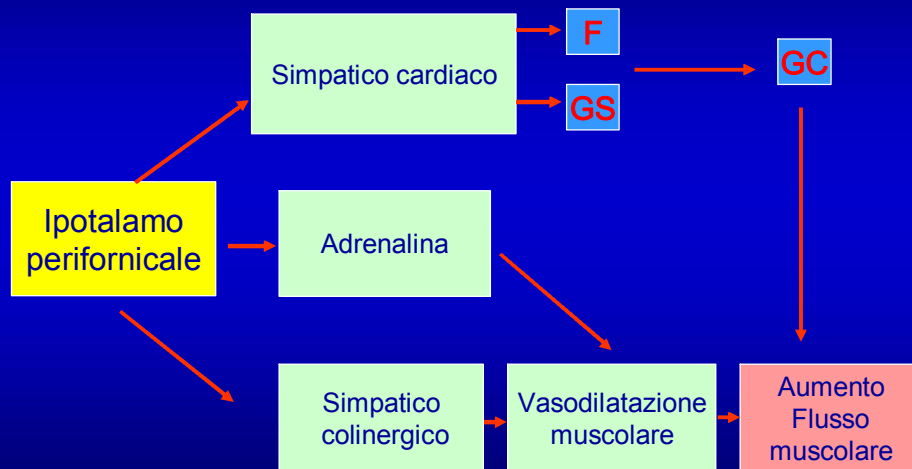 F
GC
Simpatico cardiaco
GS
Ipotalamo
perifornicale
Adrenalina
Simpatico
colinergico
Vasodilatazione
muscolare
Aumento
Flusso
muscolare